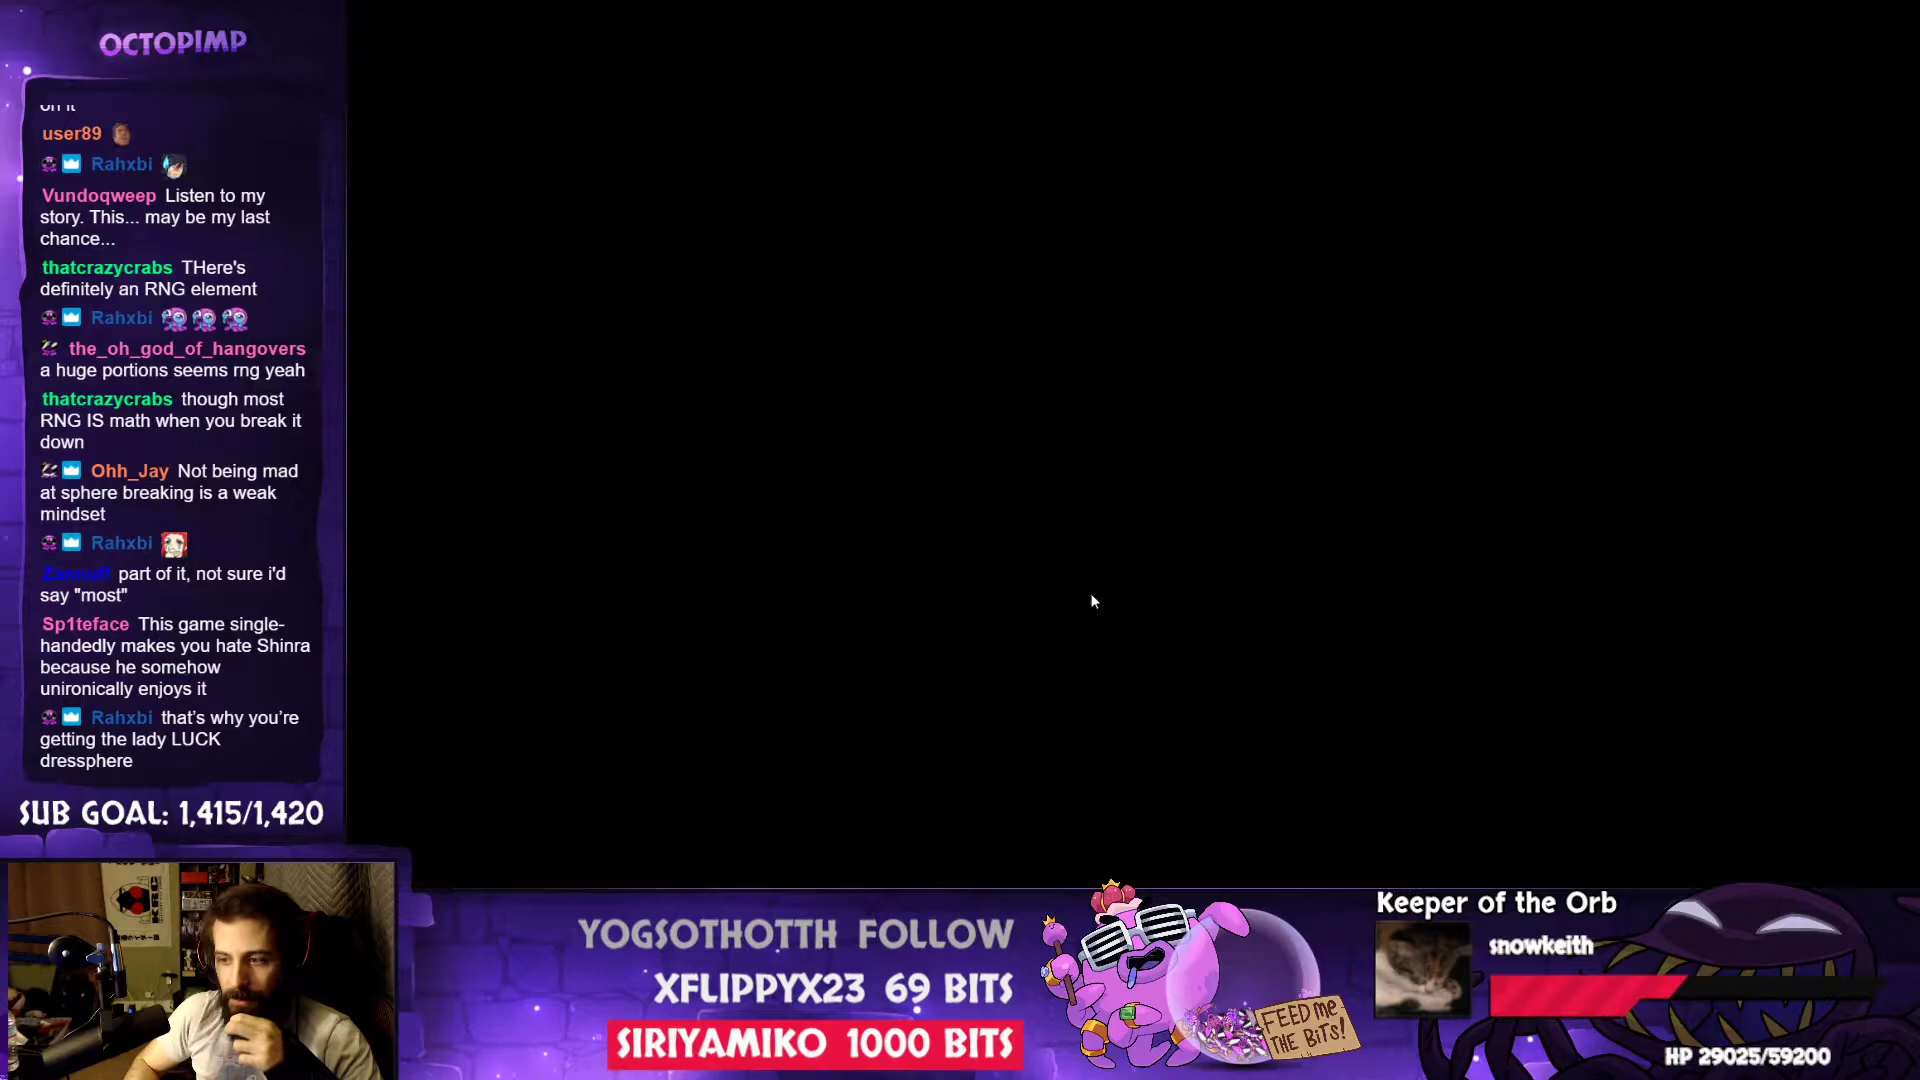 OCTOPIMP
on it
user89
Rahxbi
Vundoqweep Listen to my
story. This... may be my last
chance...
thatcrazycrabs THere's
definitely an RNG element
Rahxbi
the_oh_god_of_hangovers
a huge portions seems rng yeah
thatcrazycrabs though most
RNG IS math when you break it
down
Ohh_Jay Not being mad
at sphere breaking is a weak
mindset
Rahxbi
part of it, not sure i'd
say "most"
Sp1teface This game single-
handedly makes you hate Shinra
because he somehow
unironically enjoys it
Rahxbi that's why you're
getting the lady LUCK
dressphere
SUB GOAL: 1,415/1,420
YOGSOTHOTTH FOLLOW
XFLIPPYX23 69 BITS
SIRIYAMIKO 1000 BITS
FEED ME
THE BITS!
Keeper of the Orb
snowkeith
HP 29025/59200